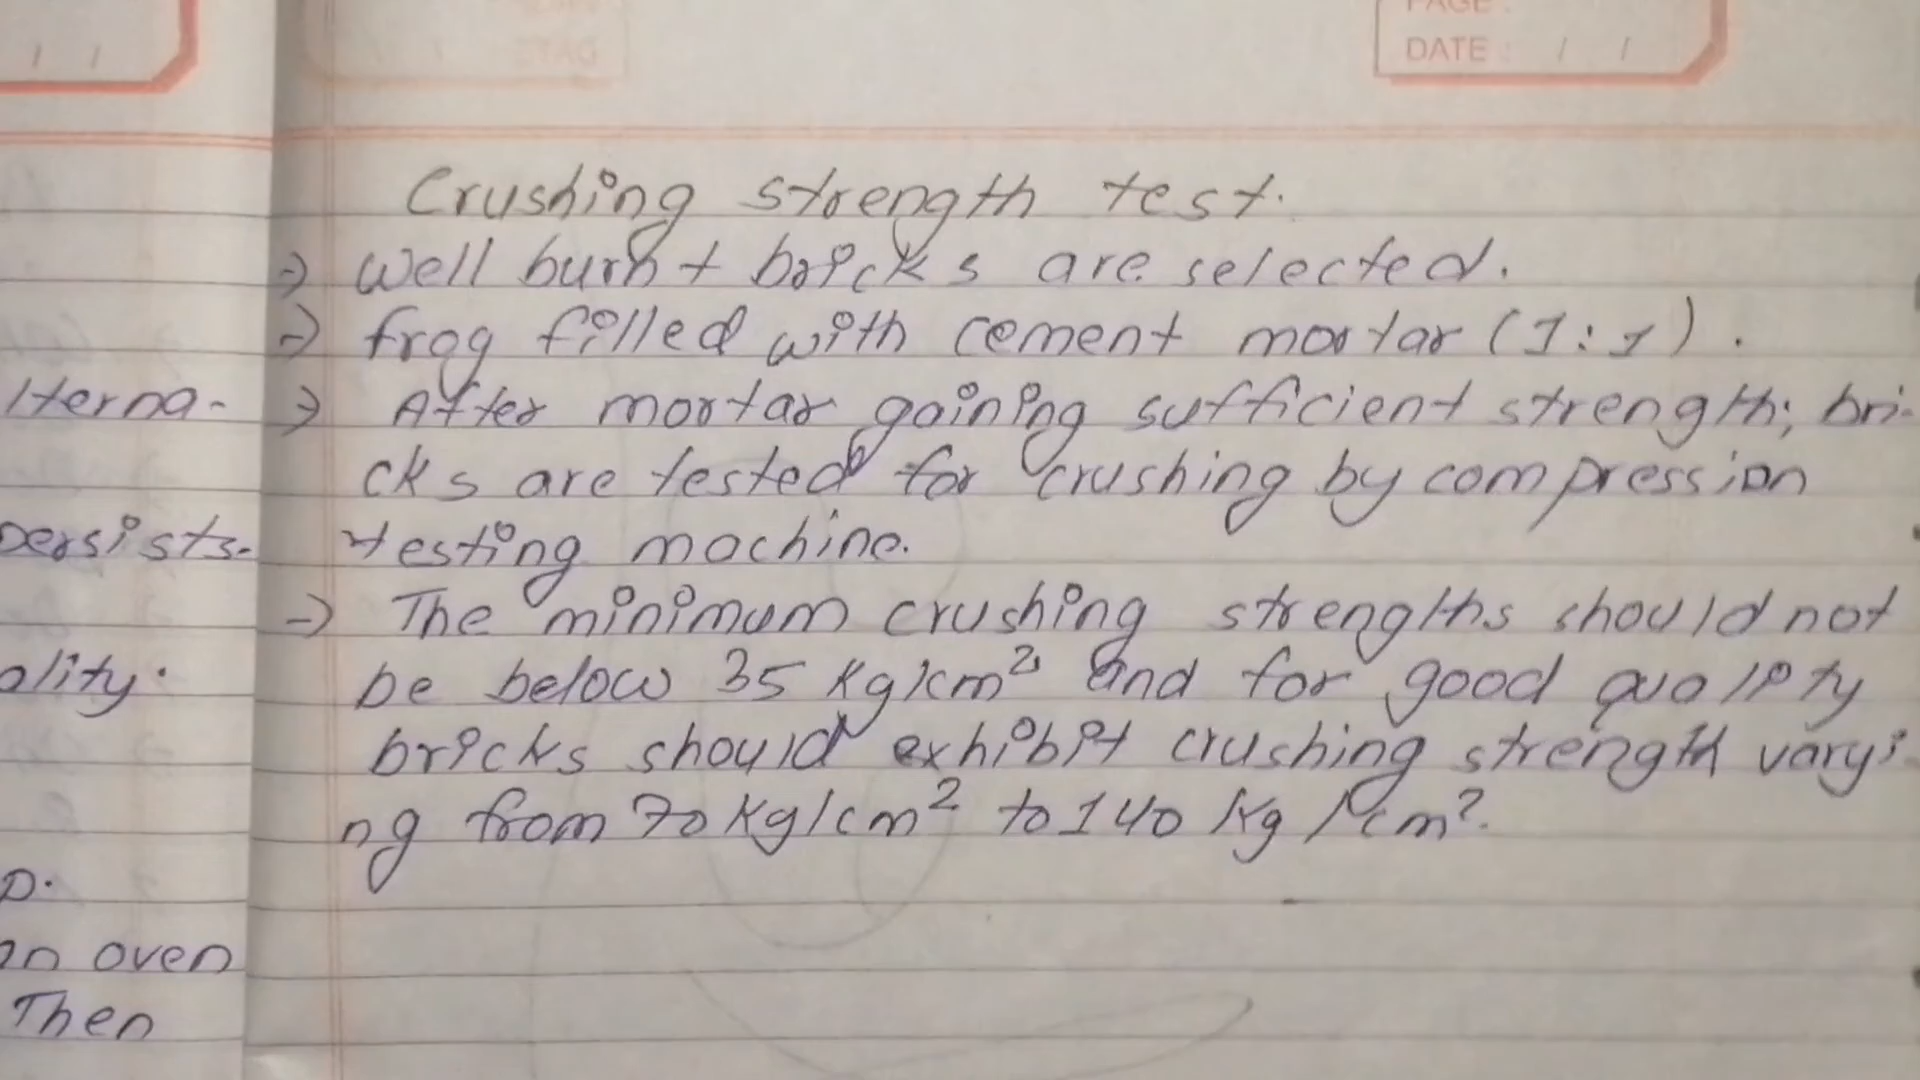 PAGE:
DATE: / /
Crushing strength test.
→ Well burnt bricks are selected.
→ frog filled with cement mortar (1:1).
→ After mortar gaining sufficient strength; bri-
cks are tested for crushing by compression
testing machine.
→ The minimum crushing strengths should not
be below 35 Kg/cm² and for good quality
bricks should exhibit crushing strength varyi-
ng from 70 Kg/cm² to 140 Kg/cm².
/ /
lterna-
persists.
ality.
p.
an oven
Then